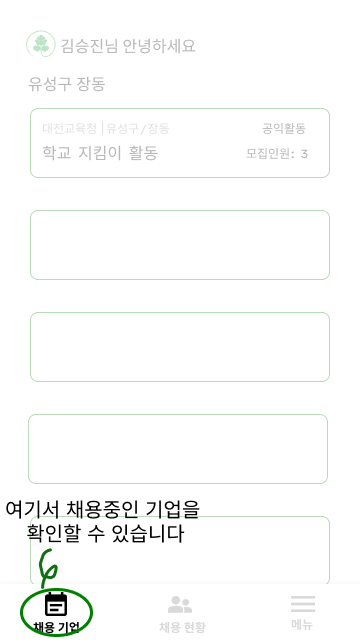 김승진님 안녕하세요
유성구 장동
대전교육청 | 유성구/장동 공익활동
학교 지킴이 활동 모집인원: 3
여기서 채용중인 기업을
확인할 수 있습니다
채용 기업 채용 현황 메뉴